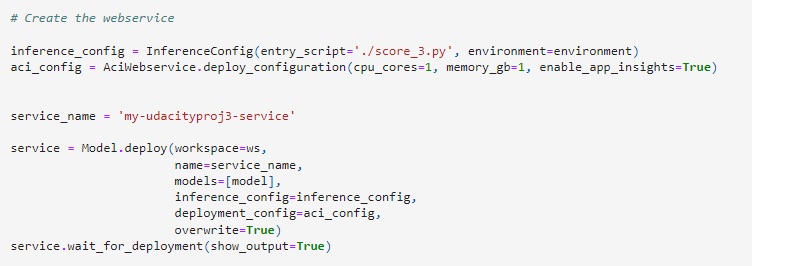 # Create the webservice
inference_config = InferenceConfig(entry_script='./score_3.py', environment=environment)
aci_config = AciWebservice.deploy_configuration(cpu_cores=1, memory_gb=1, enable_app_insights=True)
service_name = 'my-udacityproj3-service'
service = Model.deploy(workspace=ws,
name=service_name,
models=[model],
inference_config=inference_config,
deployment_config=aci_config,
overwrite=True)
service.wait_for_deployment(show_output=True)